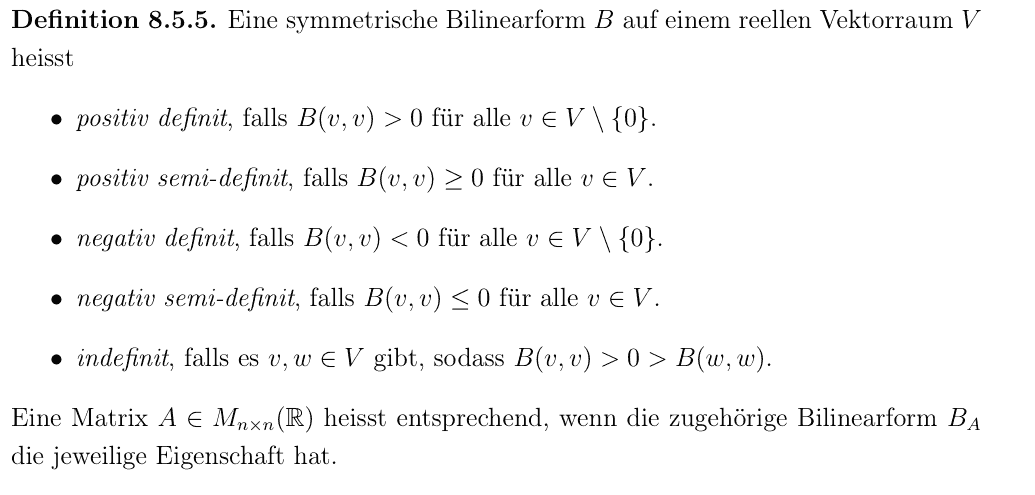 Definition 8.5.5. Eine symmetrische Bilinearform B auf einem reellen Vektorraum V
heisst
• positiv definit, falls B(v, v) > 0 für alle v ∈ V \ {0}.
• positiv semi-definit, falls B(v, v) ≥ 0 für alle v ∈ V.
• negativ definit, falls B(v, v) < 0 für alle v ∈ V \ {0}.
• negativ semi-definit, falls B(v, v) ≤ 0 für alle v ∈ V.
• indefinit, falls es v, w ∈ V gibt, sodass B(v, v) > 0 > B(w, w).
Eine Matrix A ∈ Mₙ×ₙ(ℝ) heisst entsprechend, wenn die zugehörige Bilinearform B_A
die jeweilige Eigenschaft hat.